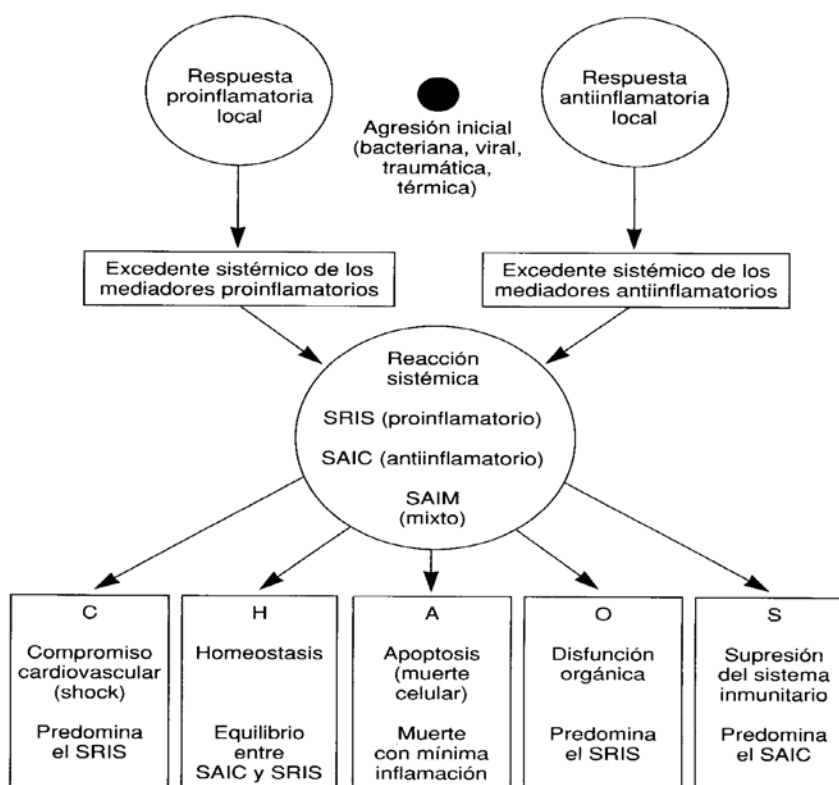 Respuesta
proinflamatoria
local
Agresión inicial
(bacteriana, viral,
traumática,
térmica)
Respuesta
antiinflamatoria
local
Excedente sistémico de los
mediadores proinflamatorios
Excedente sistémico de los
mediadores antiinflamatorios
Reacción
sistémica
SRIS (proinflamatorio)
SAIC (antiinflamatorio)
SAIM
(mixto)
C
Compromiso
cardiovascular
(shock)
Predomina
el SRIS
H
Homeostasis
Equilibrio
entre
SAIC y SRIS
A
Apoptosis
(muerte
celular)
Muerte
con mínima
inflamación
O
Disfunción
orgánica
Predomina
el SRIS
S
Supresión
del sistema
inmunitario
Predomina
el SAIC